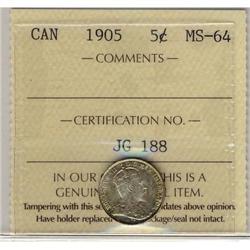 CAN 1905 5¢ MS-64
— COMMENTS —
— CERTIFICATION NO. —
JG 188
IN OUR HIS IS A
GENUIN L ITEM.
Tampering with this se dates above opinion.
Have holder replaced kage/seal not intact.